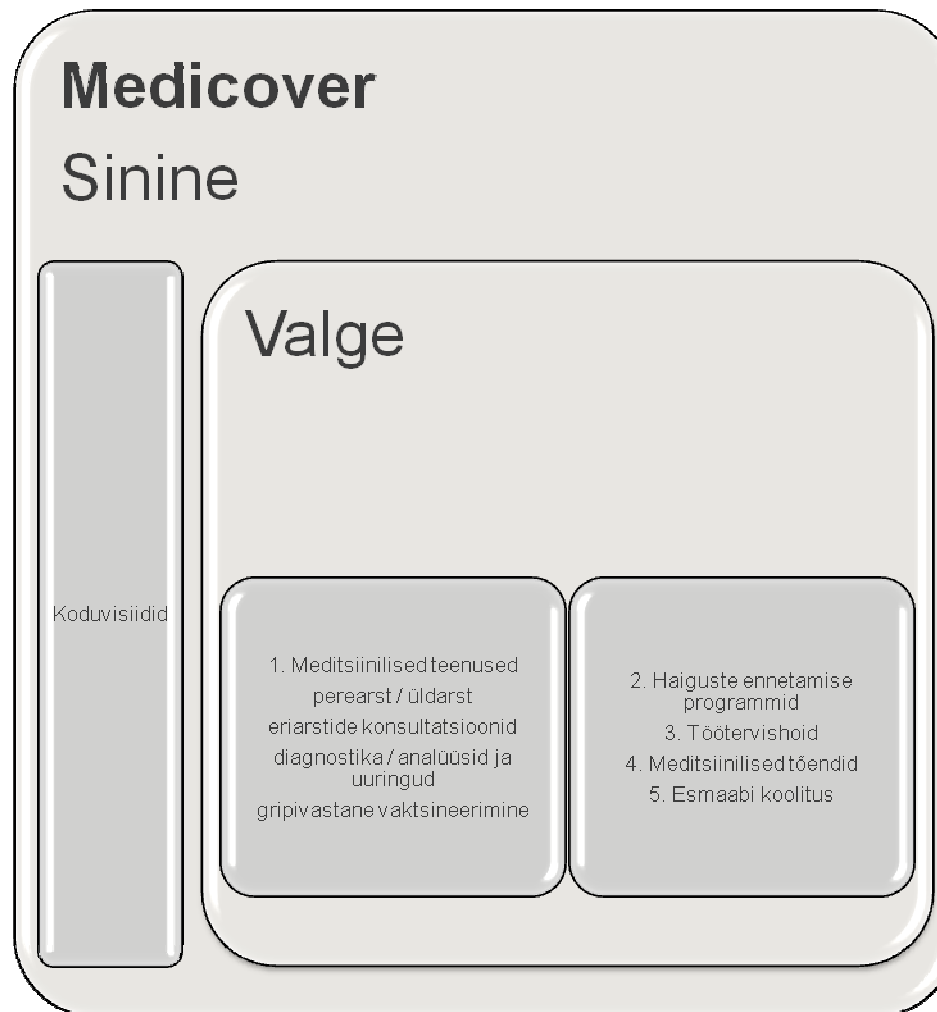 Medicover
Sinine
Valge
Koduvisiidid
1. Meditsiinilised teenused
perearst / üldarst
eriarstide konsultatsioonid
diagnostika / analüüsid ja
uuringud
gripivastane vaktsineerimine
2. Haiguste ennetamise
programmid
3. Töötervishoid
4. Meditsiinilised tõendid
5. Esmaabi koolitus